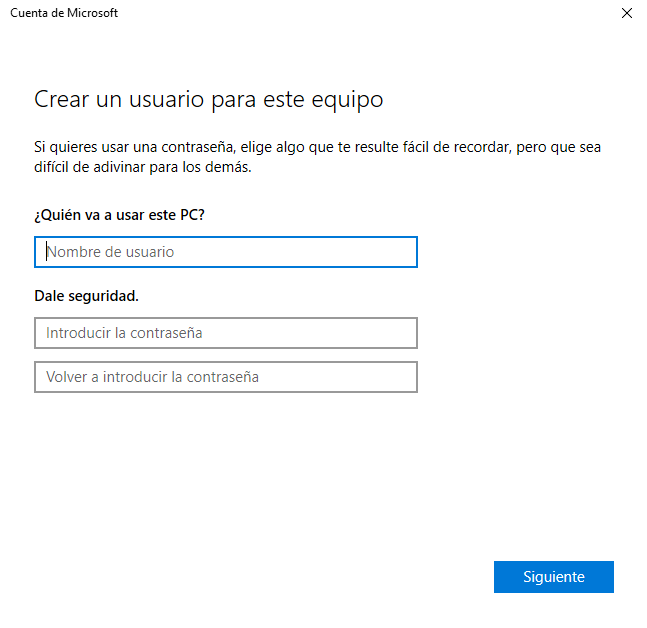 Cuenta de Microsoft
Crear un usuario para este equipo
Si quieres usar una contraseña, elige algo que te resulte fácil de recordar, pero que sea
difícil de adivinar para los demás.
¿Quién va a usar este PC?
Nombre de usuario
Dale seguridad.
Introducir la contraseña
Volver a introducir la contraseña
Siguiente